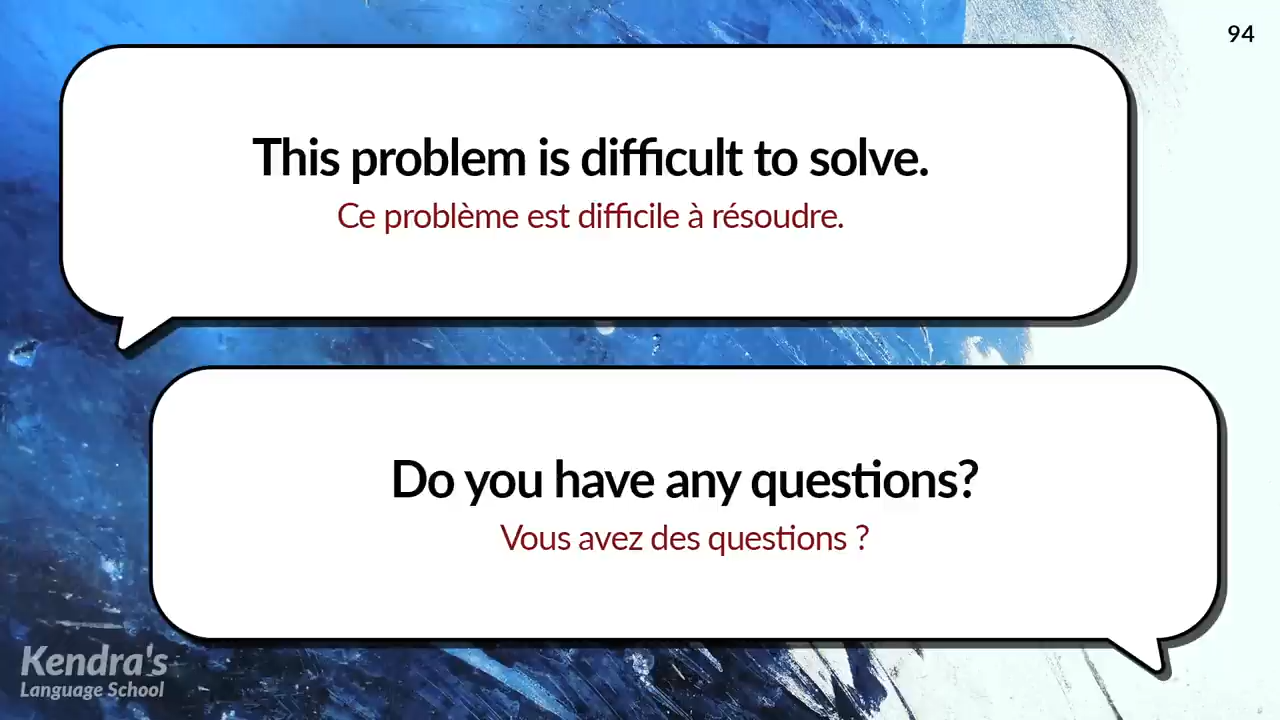 94
This problem is difficult to solve.
Ce problème est difficile à résoudre.
Do you have any questions?
Vous avez des questions ?
Kendra's
Language School